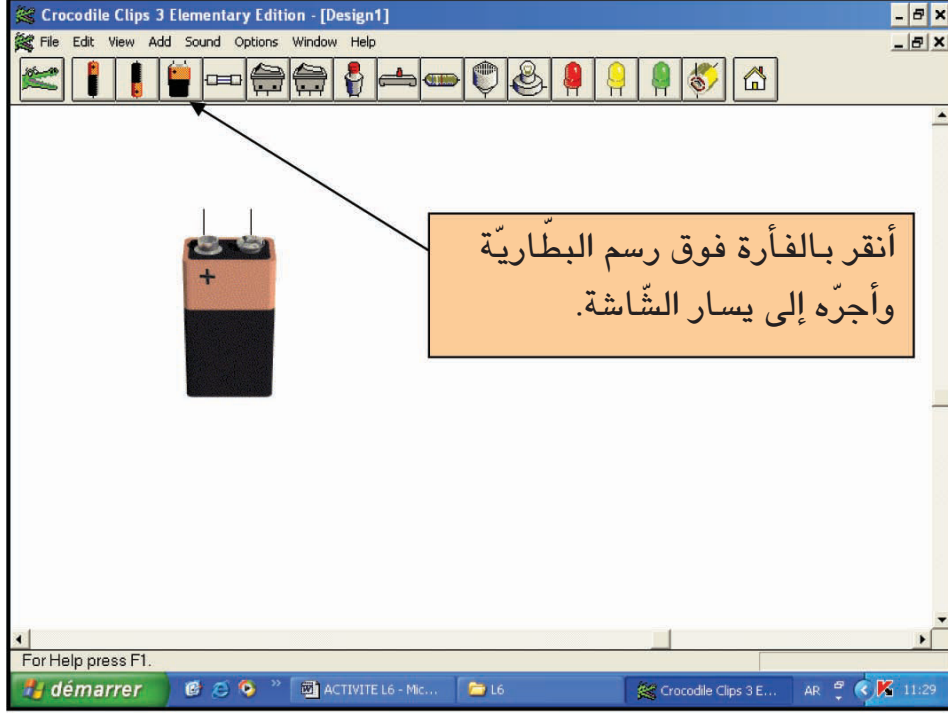 Crocodile Clips 3 Elementary Edition - [Design1]
File Edit View Add Sound Options Window Help
أنقر بالفأرة فوق رسم البطّاريّة
وأجرّه إلى يسار الشّاشة.
+
For Help press F1.
démarrer » ACTIVITE L6 - Mic... L6 Crocodile Clips 3 E... AR K 11:29